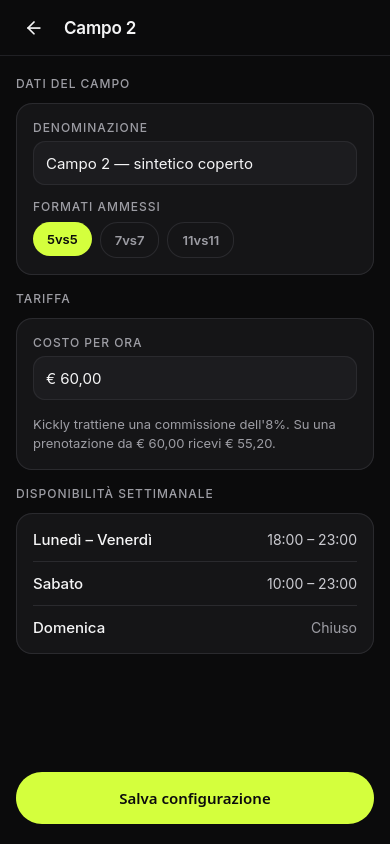 Campo 2
DATI DEL CAMPO
DENOMINAZIONE
Campo 2 — sintetico coperto
FORMATI AMMESSI
5vs5 7vs7 11vs11
TARIFFA
COSTO PER ORA
€ 60,00
Kickly trattiene una commissione dell'8%. Su una
prenotazione da € 60,00 ricevi € 55,20.
DISPONIBILITÀ SETTIMANALE
Lunedì – Venerdì 18:00 – 23:00
Sabato 10:00 – 23:00
Domenica Chiuso
Salva configurazione